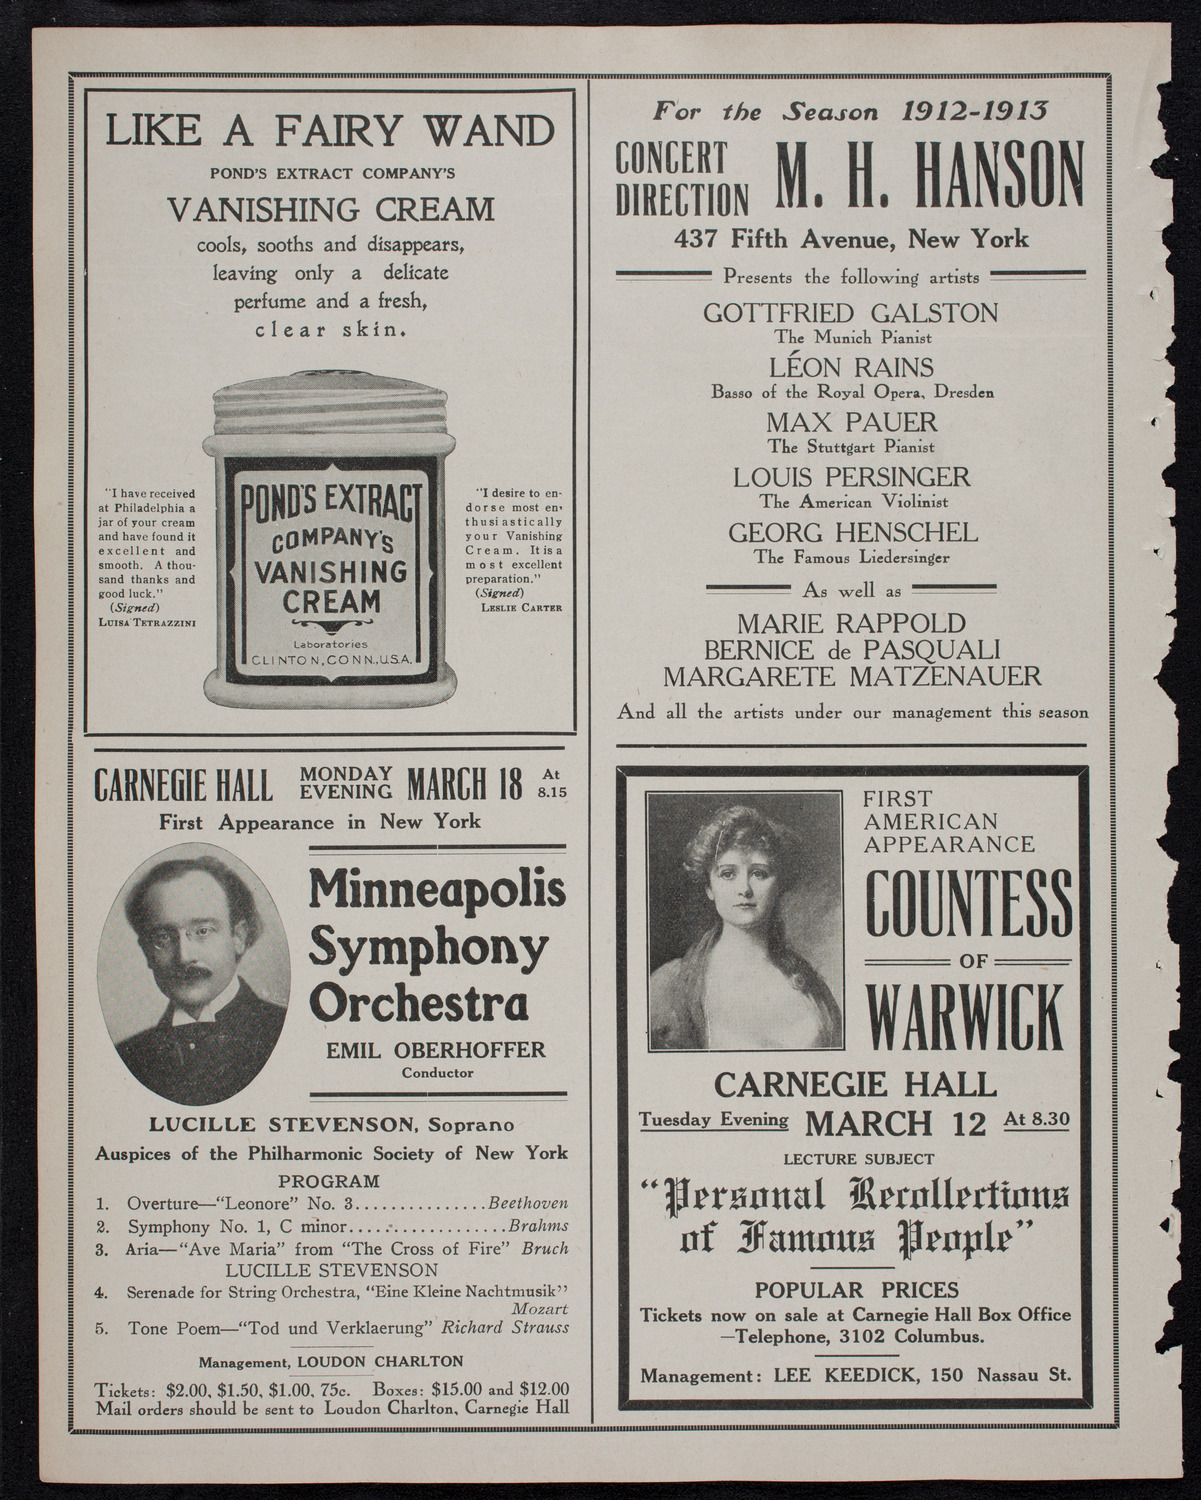 LIKE A FAIRY WAND
POND'S EXTRACT COMPANY'S
VANISHING CREAM
cools, sooths and disappears,
leaving only a delicate
perfume and a fresh,
clear skin.
"I have received
at Philadelphia a
jar of your cream
and have found it
excellent and
smooth. A thou-
sand thanks and
good luck."
(Signed)
LUISA TETRAZZINI
POND'S EXTRACT
COMPANY'S
VANISHING
CREAM
Laboratories
CLINTON, CONN., U.S.A.
"I desire to en-
dorse most en-
thusiastically
your Vanishing
Cream. It is a
most excellent
preparation."
(Signed)
LESLIE CARTER
CARNEGIE HALL MONDAY EVENING MARCH 18 At 8.15
First Appearance in New York
Minneapolis
Symphony
Orchestra
EMIL OBERHOFFER
Conductor
LUCILLE STEVENSON, Soprano
Auspices of the Philharmonic Society of New York
PROGRAM
1. Overture—"Leonore" No. 3...............Beethoven
2. Symphony No. 1, C minor..................Brahms
3. Aria—"Ave Maria" from "The Cross of Fire" Bruch
LUCILLE STEVENSON
4. Serenade for String Orchestra, "Eine Kleine Nachtmusik"
Mozart
5. Tone Poem—"Tod und Verklaerung" Richard Strauss
Management, LOUDON CHARLTON
Tickets: $2.00, $1.50, $1.00, 75c. Boxes: $15.00 and $12.00
Mail orders should be sent to Loudon Charlton, Carnegie Hall
For the Season 1912-1913
CONCERT DIRECTION M. H. HANSON
437 Fifth Avenue, New York
Presents the following artists
GOTTFRIED GALSTON
The Munich Pianist
LÉON RAINS
Basso of the Royal Opera, Dresden
MAX PAUER
The Stuttgart Pianist
LOUIS PERSINGER
The American Violinist
GEORG HENSCHEL
The Famous Liedersinger
As well as
MARIE RAPPOLD
BERNICE de PASQUALI
MARGARETE MATZENAUER
And all the artists under our management this season
FIRST
AMERICAN
APPEARANCE
COUNTESS
OF
WARWICK
CARNEGIE HALL
Tuesday Evening MARCH 12 At 8.30
LECTURE SUBJECT
"Personal Recollections
of Famous People"
POPULAR PRICES
Tickets now on sale at Carnegie Hall Box Office
—Telephone, 3102 Columbus.
Management: LEE KEEDICK, 150 Nassau St.